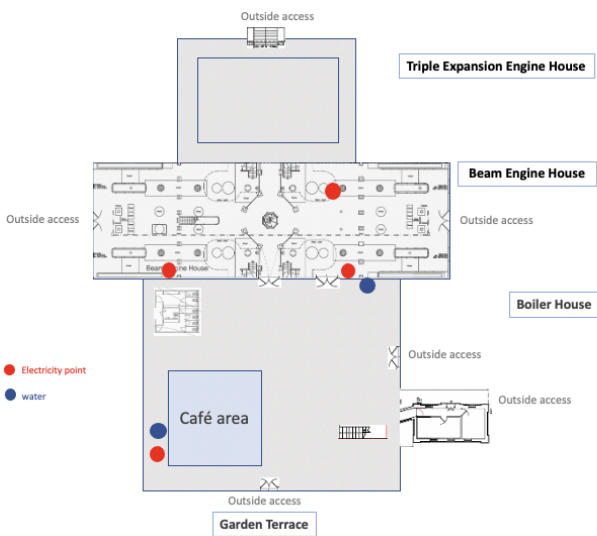 Outside access
Triple Expansion Engine House
Beam Engine House
Outside access
Outside access
Beam Engine House
Boiler House
Outside access
Electricity point
water
Outside access
Café area
Outside access
Garden Terrace